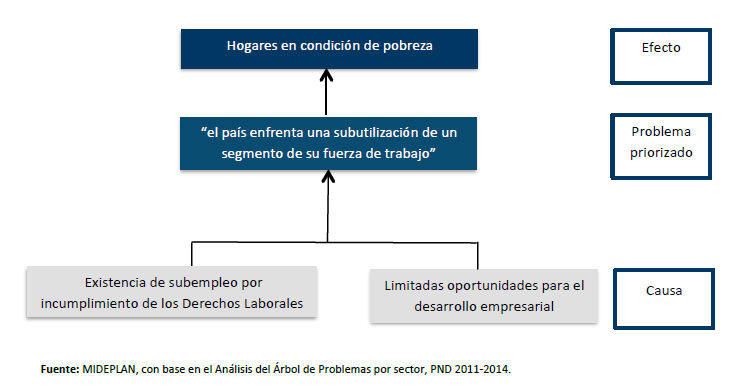 Hogares en condición de pobreza
Efecto
“el país enfrenta una subutilización de un
segmento de su fuerza de trabajo”
Problema
priorizado
Existencia de subempleo por
incumplimiento de los Derechos Laborales
Limitadas oportunidades para el
desarrollo empresarial
Causa
Fuente: MIDEPLAN, con base en el Análisis del Árbol de Problemas por sector, PND 2011-2014.